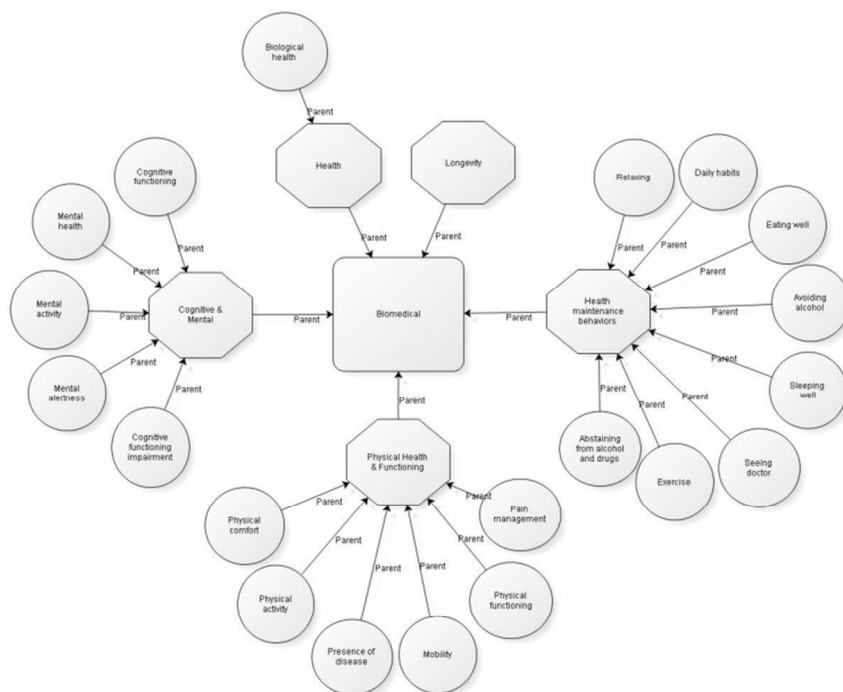 Biological
health
Parent
Health
Longevity
Parent
Parent
Cognitive
functioning
Mental
health
Mental
activity
Mental
alertness
Cognitive
functioning
impairment
Parent
Parent
Parent
Parent
Parent
Cognitive &
Mental
Parent
Biomedical
Parent
Health
maintenance
behaviors
Relaxing
Daily habits
Eating well
Avoiding
alcohol
Sleeping
well
Seeing
doctor
Exercise
Abstaining
from alcohol
and drugs
Parent
Parent
Parent
Parent
Parent
Parent
Parent
Parent
Parent
Physical Health
& Functioning
Physical
comfort
Physical
activity
Presence of
disease
Mobility
Physical
functioning
Pain
management
Parent
Parent
Parent
Parent
Parent
Parent